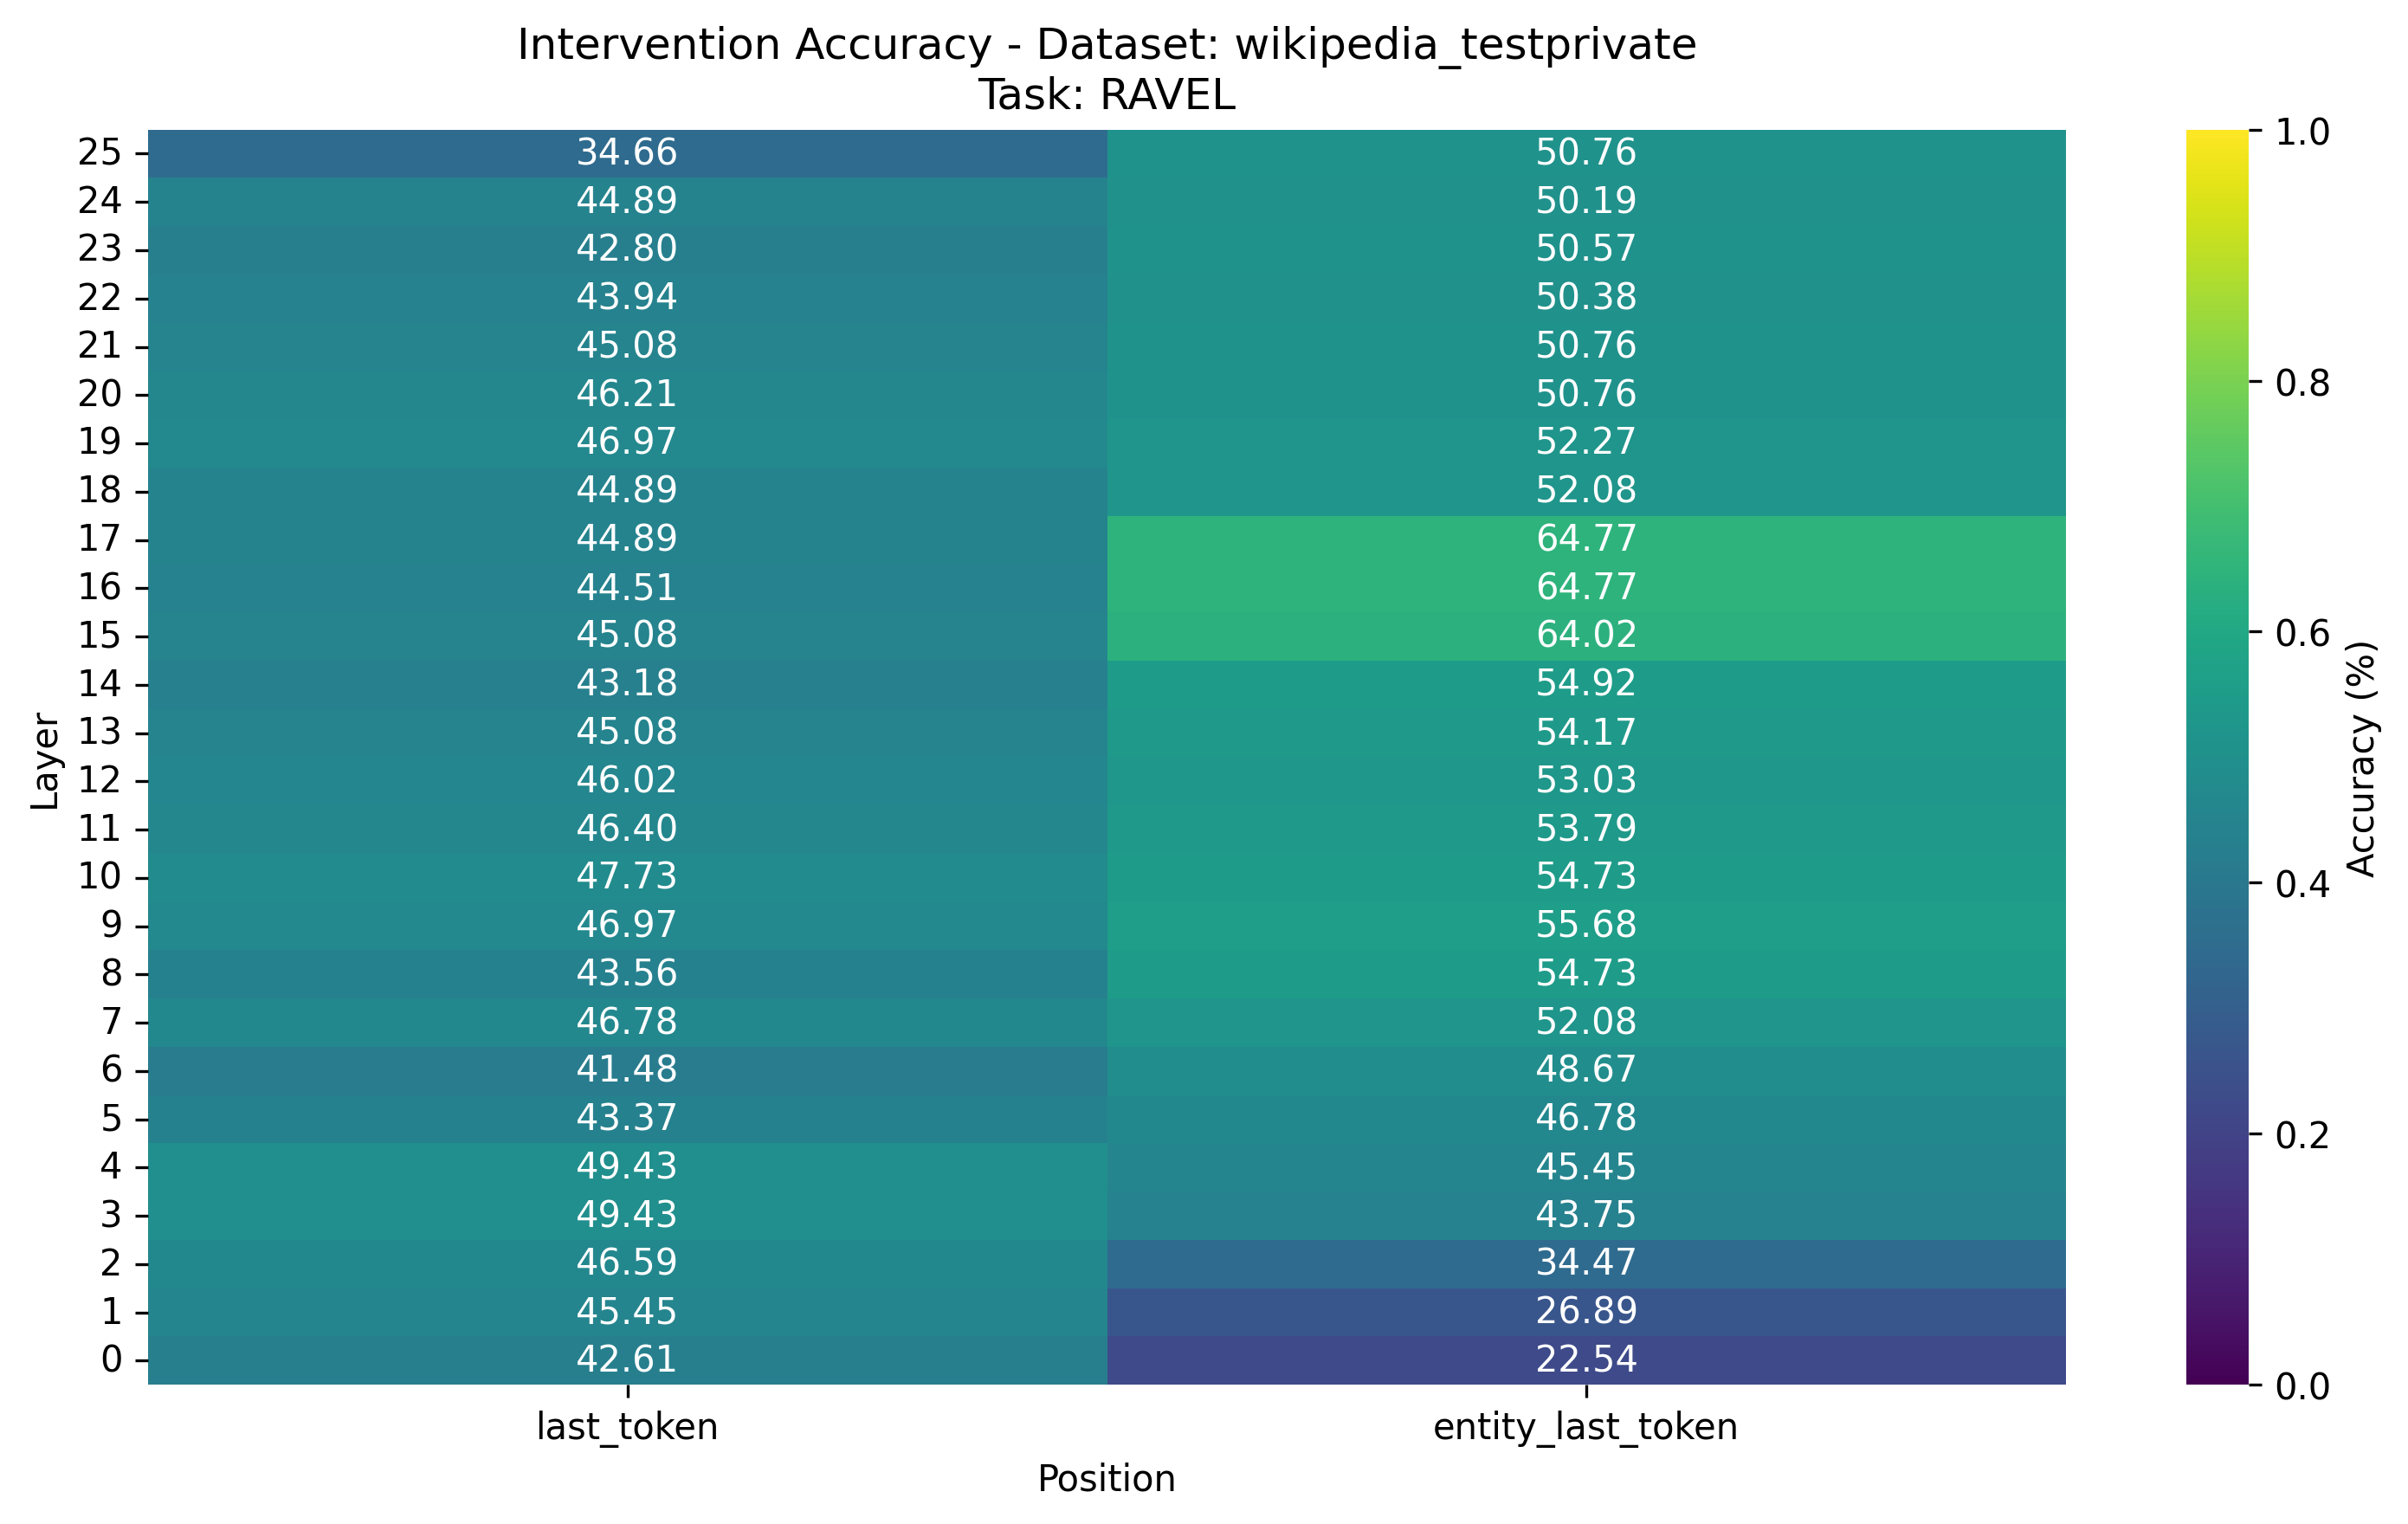 Intervention Accuracy - Dataset: wikipedia_testprivate
Task: RAVEL
25 34.66 50.76
24 44.89 50.19
23 42.80 50.57
22 43.94 50.38
21 45.08 50.76
20 46.21 50.76
19 46.97 52.27
18 44.89 52.08
17 44.89 64.77
16 44.51 64.77
15 45.08 64.02
14 43.18 54.92
13 45.08 54.17
12 46.02 53.03
11 46.40 53.79
10 47.73 54.73
9 46.97 55.68
8 43.56 54.73
7 46.78 52.08
6 41.48 48.67
5 43.37 46.78
4 49.43 45.45
3 49.43 43.75
2 46.59 34.47
1 45.45 26.89
0 42.61 22.54
last_token entity_last_token
Position
Layer
1.0
0.8
0.6
0.4
0.2
0.0
Accuracy (%)